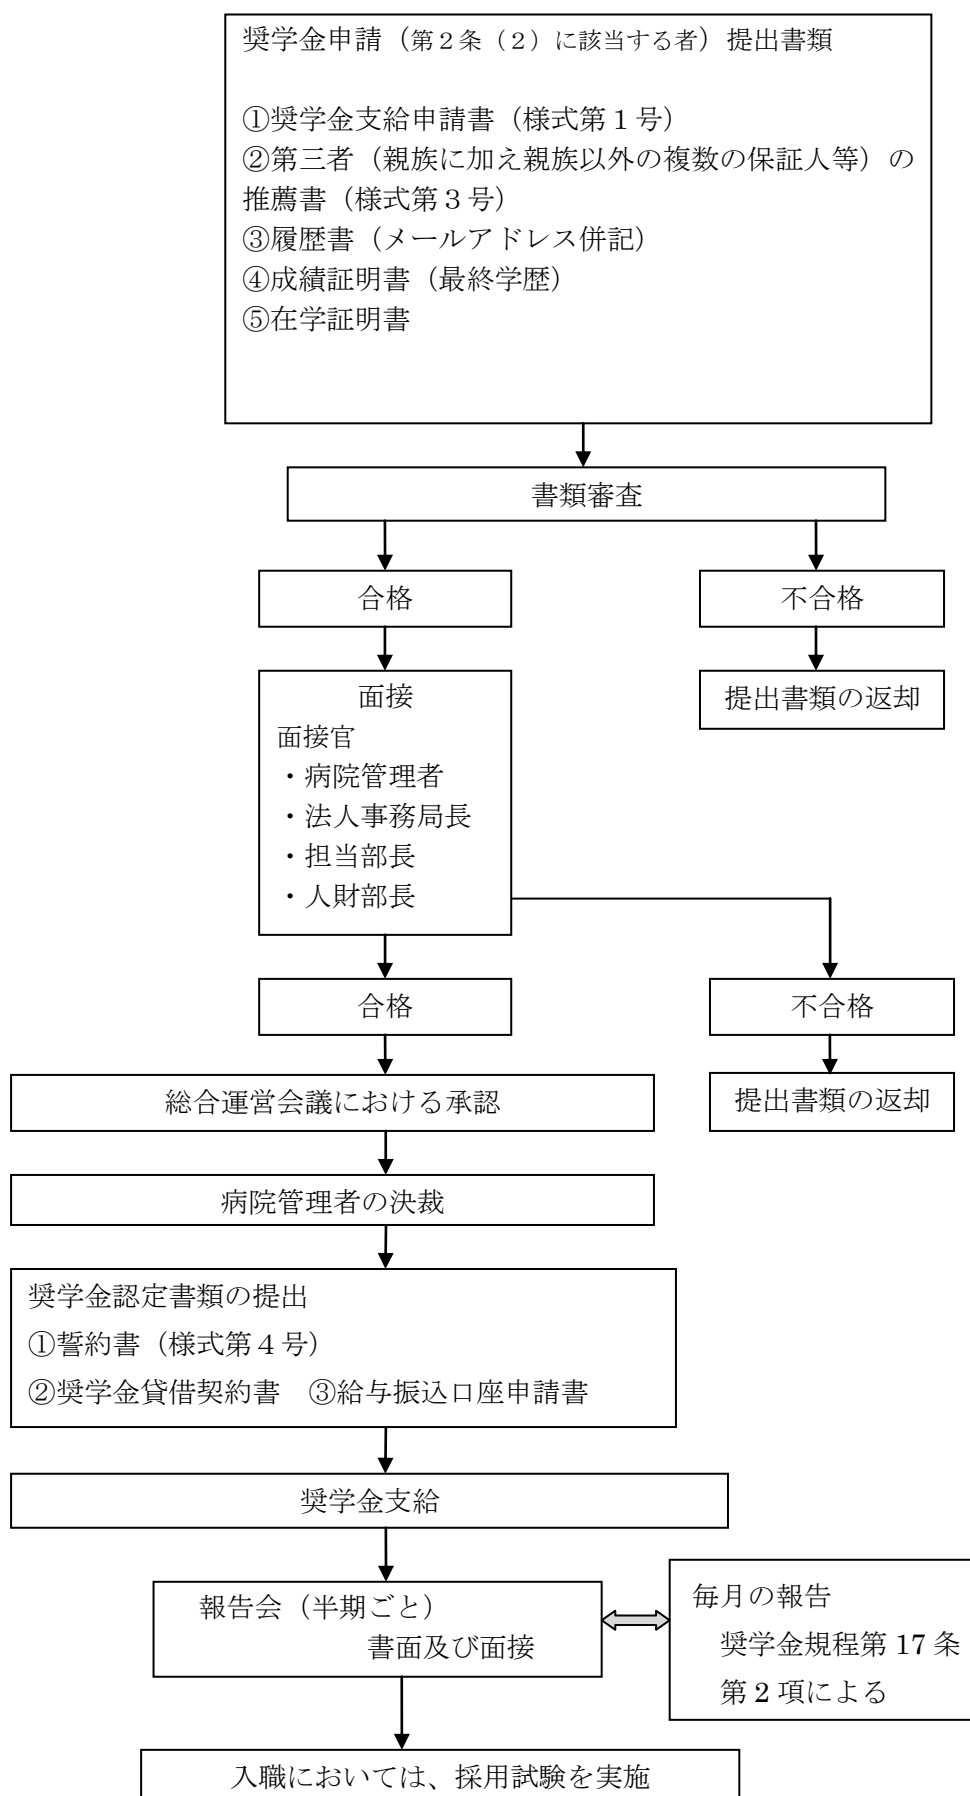 奨学金申請（第２条（２）に該当する者）提出書類
①奨学金支給申請書（様式第１号）
②第三者（親族に加え親族以外の複数の保証人等）の
推薦書（様式第３号）
③履歴書（メールアドレス併記）
④成績証明書（最終学歴）
⑤在学証明書
書類審査
合格
不合格
面接
面接官
・病院管理者
・法人事務局長
・担当部長
・人財部長
提出書類の返却
合格
不合格
総合運営会議における承認
提出書類の返却
病院管理者の決裁
奨学金認定書類の提出
①誓約書（様式第４号）
②奨学金貸借契約書　③給与振込口座申請書
奨学金支給
報告会（半期ごと）
書面及び面接
毎月の報告
奨学金規程第 17 条
第 2 項による
入職においては、採用試験を実施